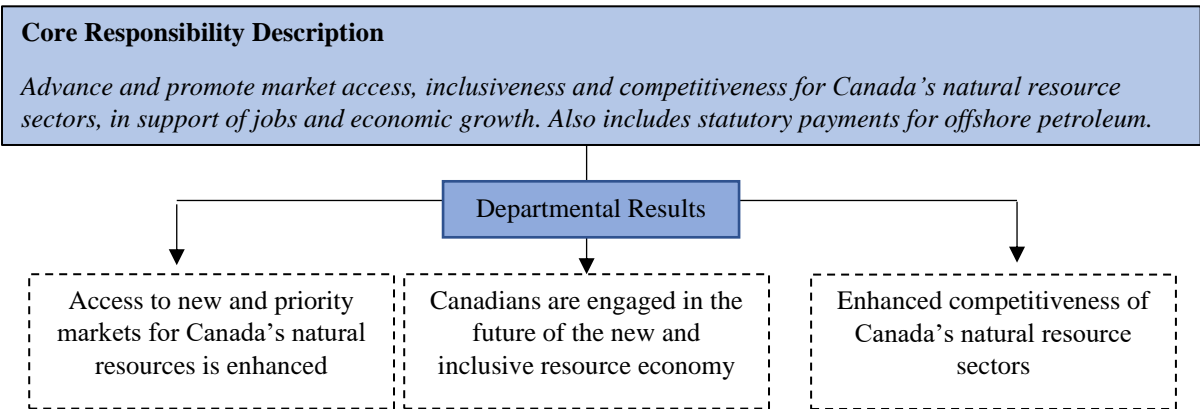 Core Responsibility Description
Advance and promote market access, inclusiveness and competitiveness for Canada’s natural resource
sectors, in support of jobs and economic growth. Also includes statutory payments for offshore petroleum.
Departmental Results
Access to new and priority
markets for Canada’s natural
resources is enhanced
Canadians are engaged in the
future of the new and
inclusive resource economy
Enhanced competitiveness of
Canada’s natural resource
sectors